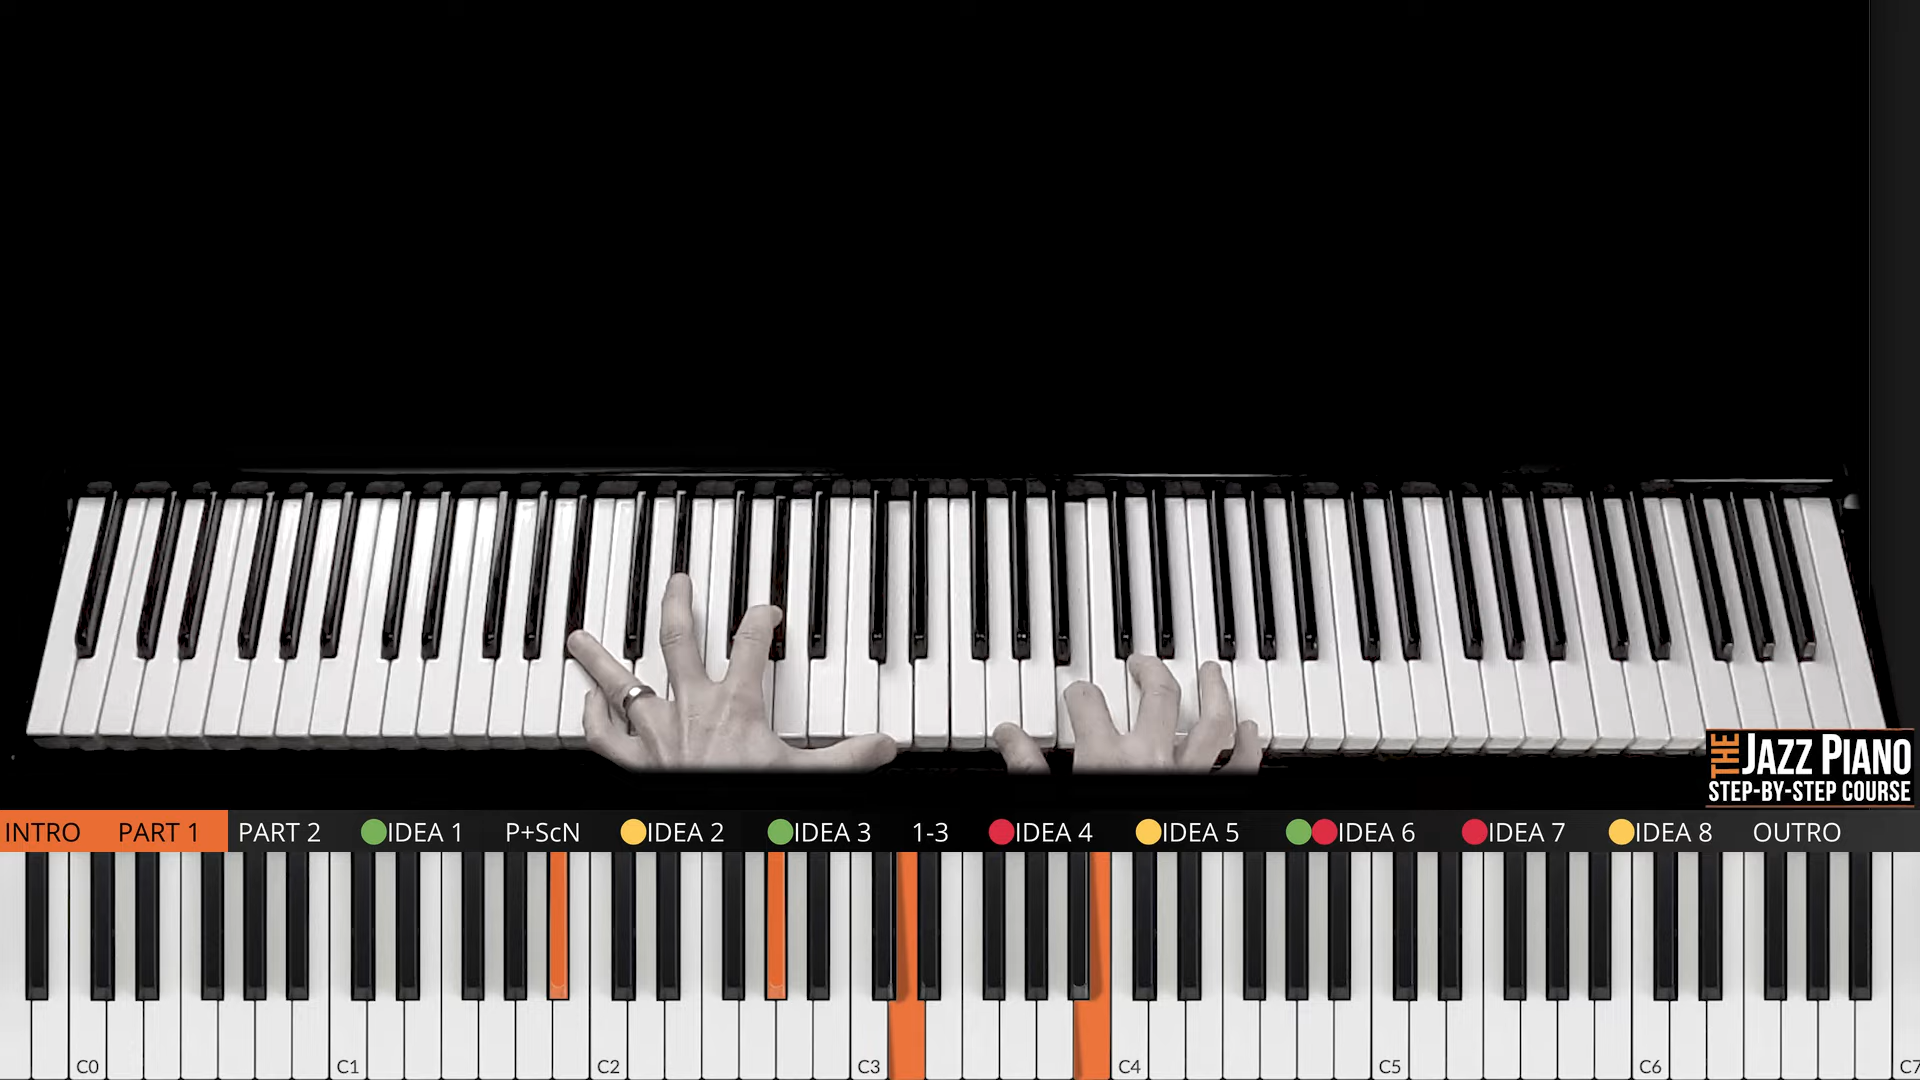 THE JAZZ PIANO
STEP-BY-STEP COURSE
INTRO PART 1 PART 2 IDEA 1 P+ScN IDEA 2 IDEA 3 1-3 IDEA 4 IDEA 5 IDEA 6 IDEA 7 IDEA 8 OUTRO
C0 C1 C2 C3 C4 C5 C6 C7